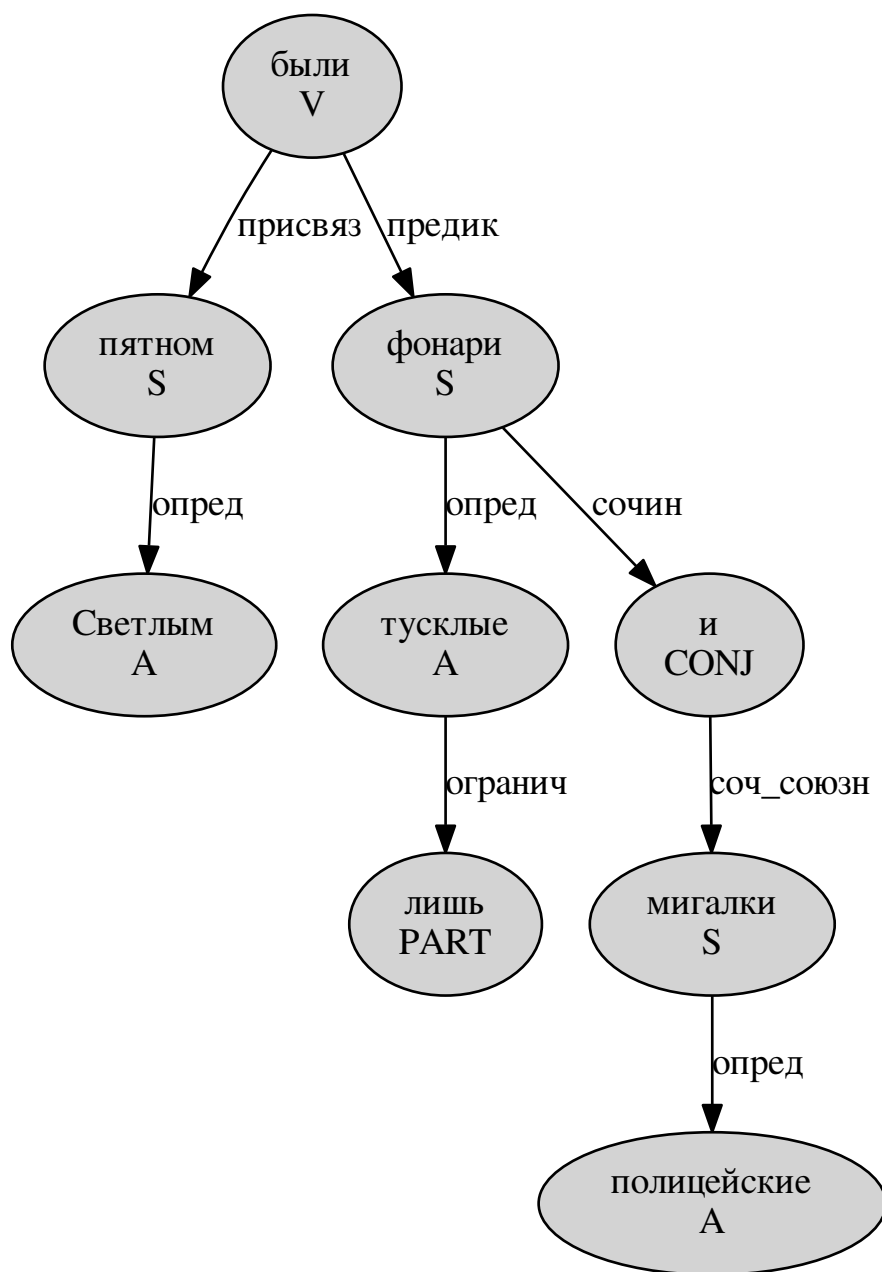 были
V
присвяз
предик
пятном
S
фонари
S
опред
опред
сочин
Светлым
A
тусклые
A
и
CONJ
огранич
соч_союзн
лишь
PART
мигалки
S
опред
полицейские
A